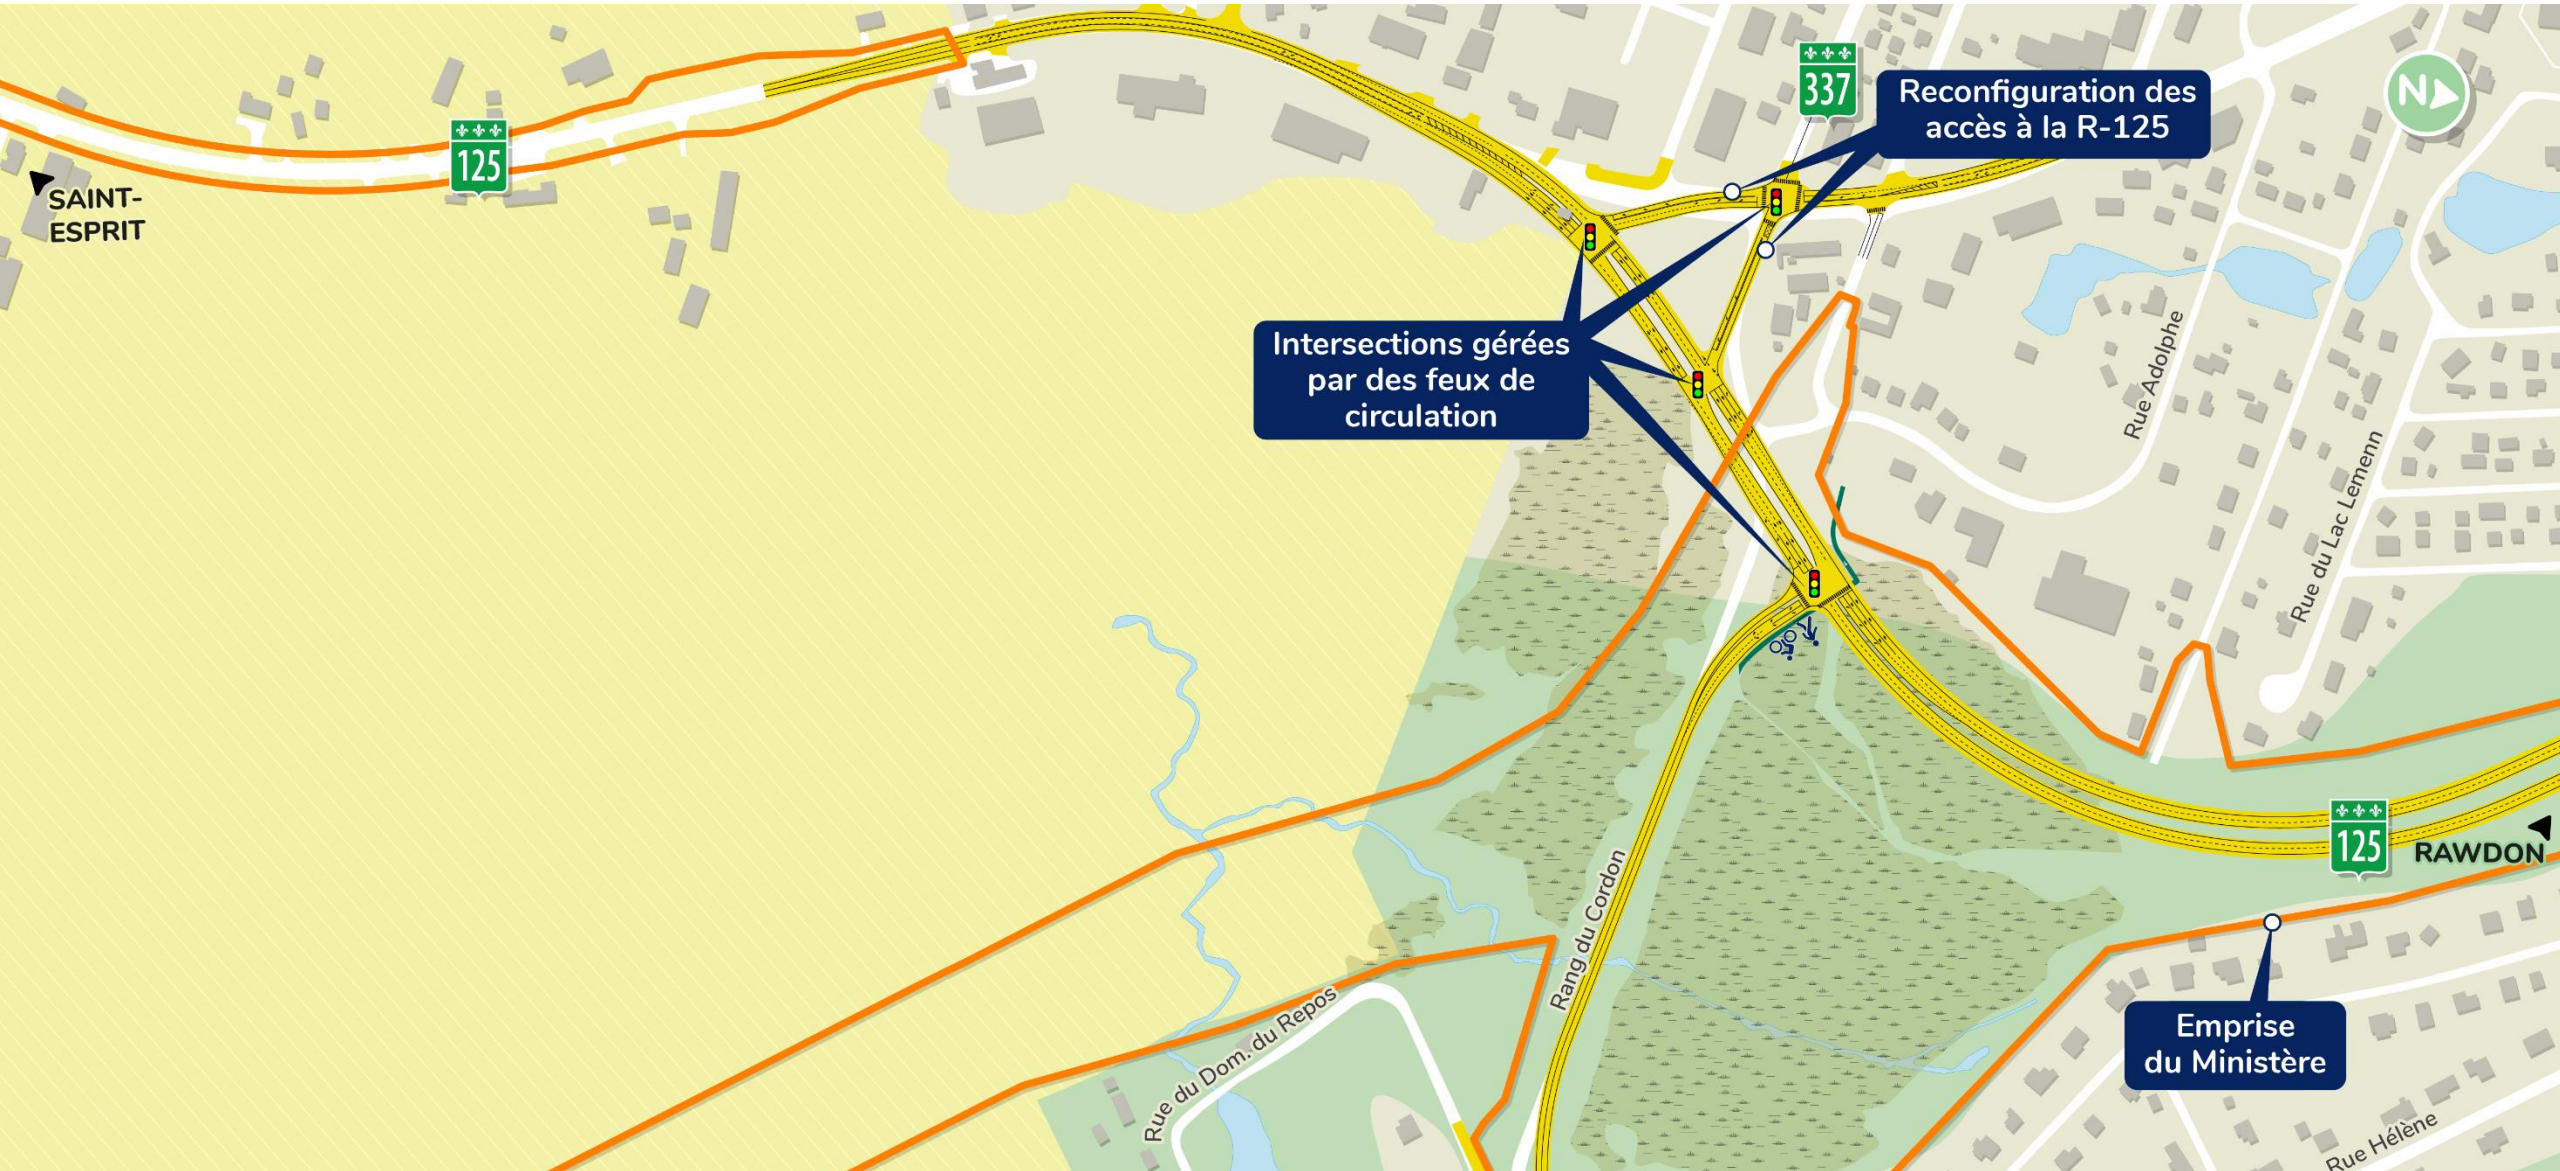 337
Reconfiguration des
accès à la R-125
N
125
SAINT-
ESPRIT
Intersections gérées
par des feux de
circulation
Rue Adolphe
Rue du Lac Lemenn
125
RAWDON
Rang du Cordon
Rue du Dom. du Repos
Emprise
du Ministère
Rue Hélène